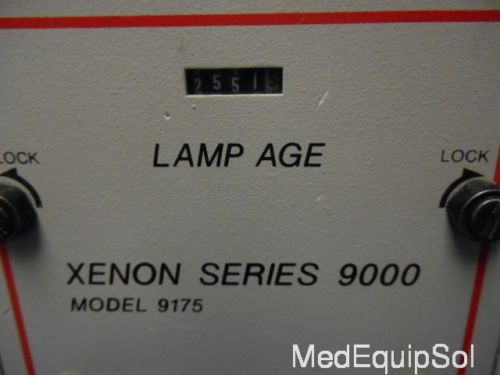 2551
LAMP AGE
LOCK
LOCK
XENON SERIES 9000
MODEL 9175
MedEquipSol